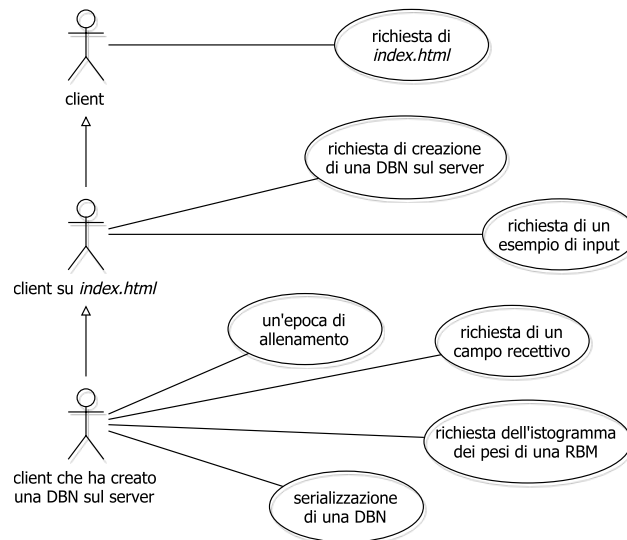 richiesta di
index.html
client
richiesta di creazione
di una DBN sul server
richiesta di un
esempio di input
client su index.html
un'epoca di
allenamento
richiesta di un
campo recettivo
richiesta dell'istogramma
dei pesi di una RBM
client che ha creato
una DBN sul server
serializzazione
di una DBN